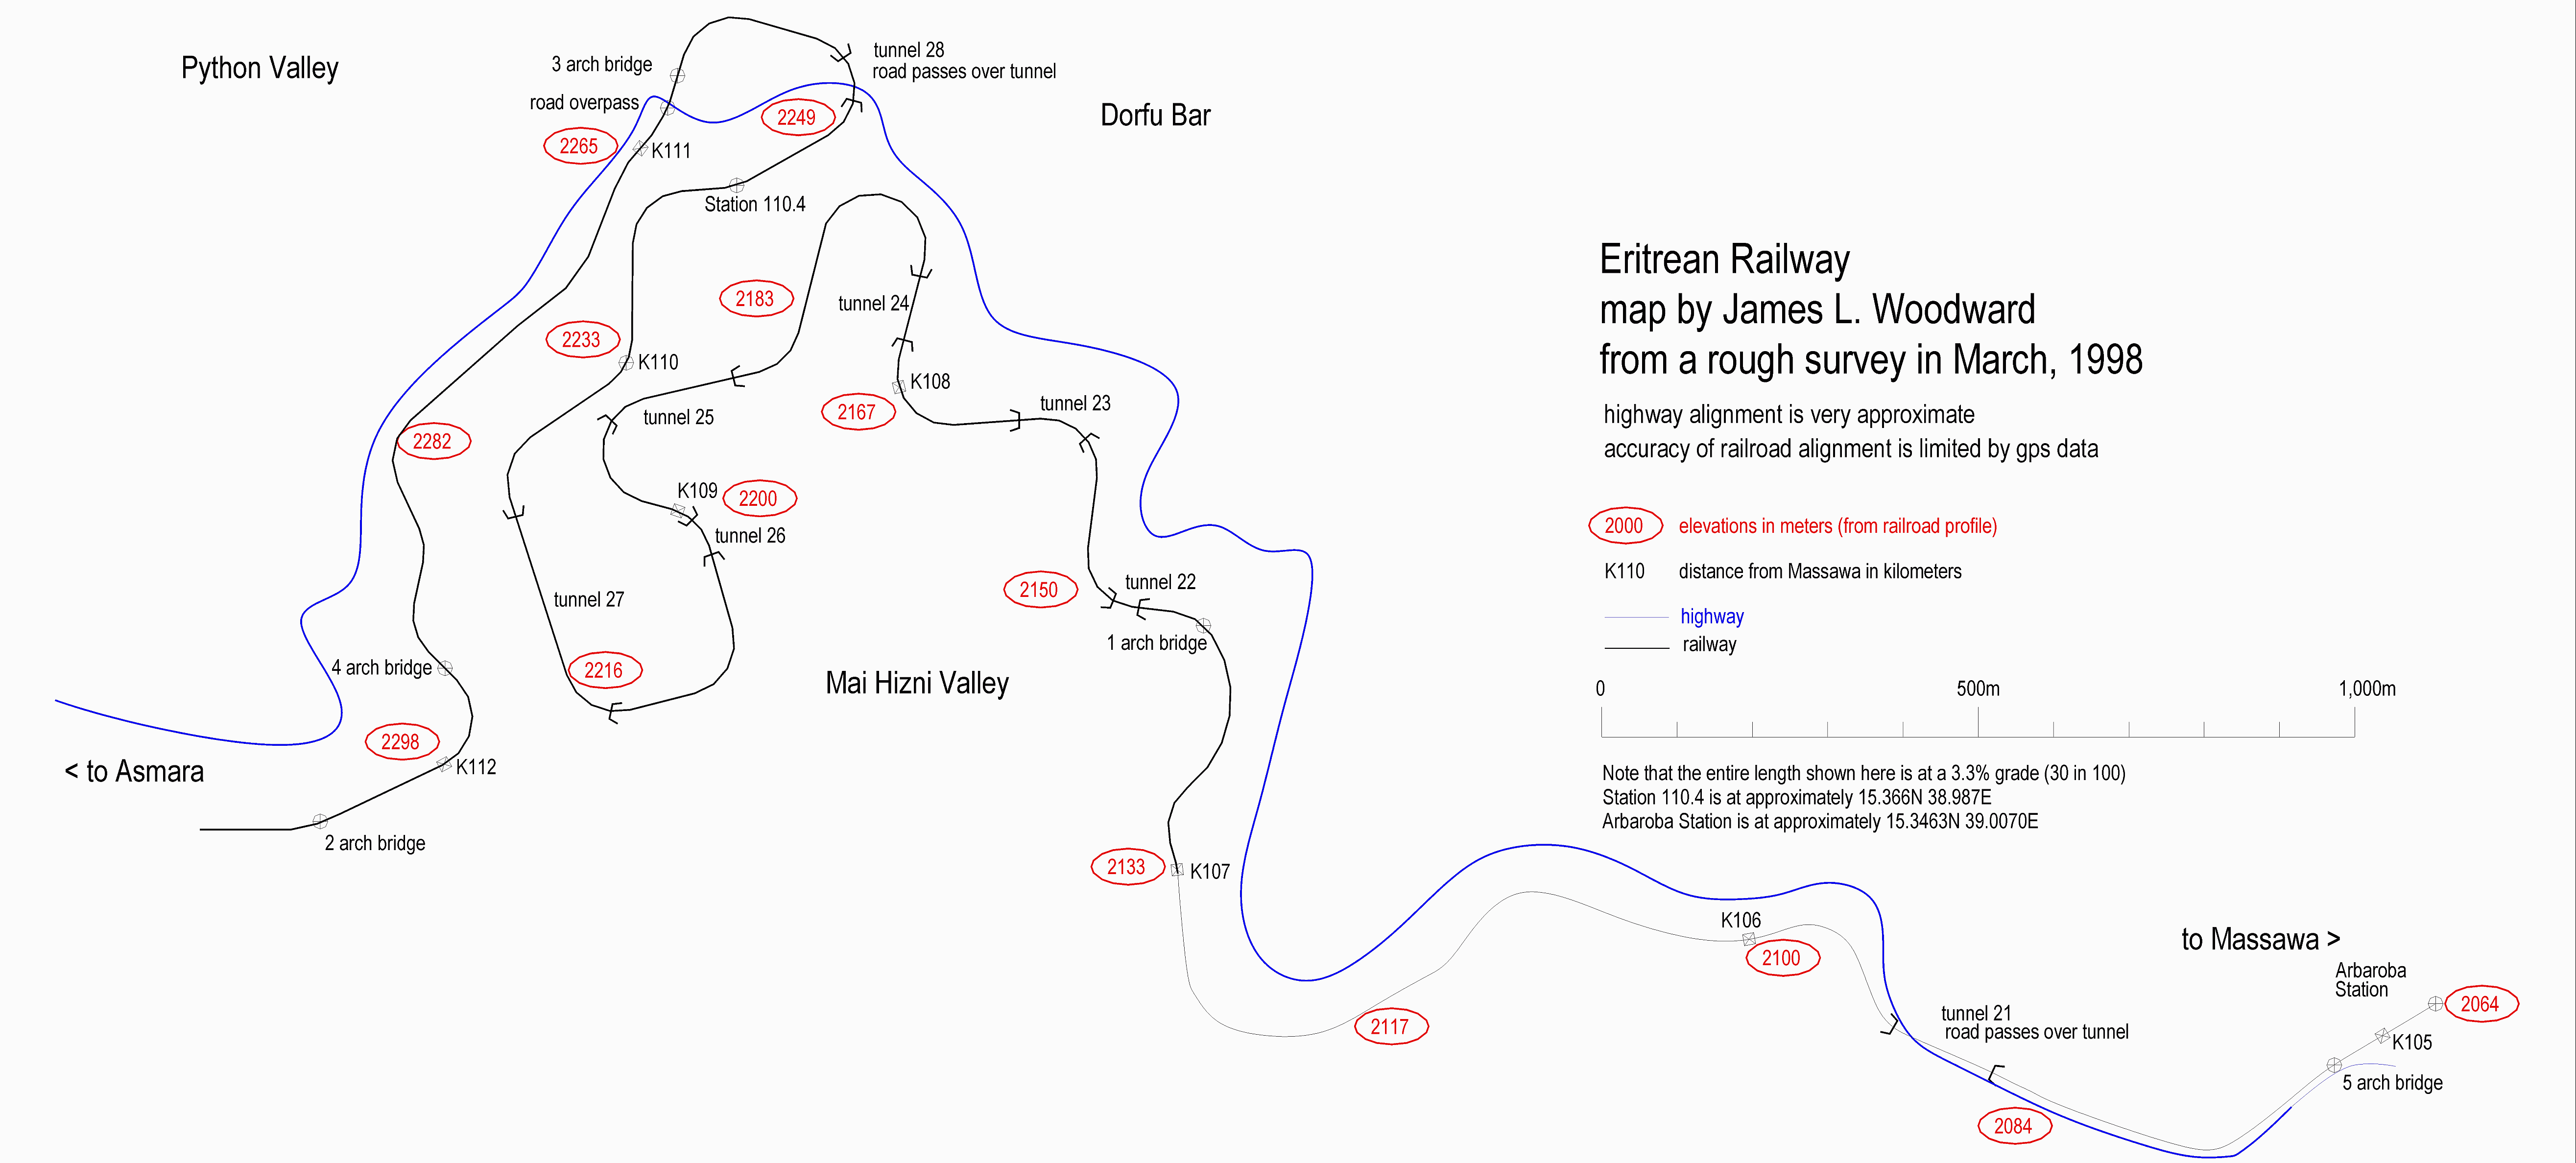 Python Valley
3 arch bridge
road overpass
2265
K111
2249
tunnel 28
road passes over tunnel
Dorfu Bar
Station 110.4
2183
tunnel 24
2233
K110
K108
2167
tunnel 23
tunnel 25
2282
K109
2200
tunnel 26
2150
tunnel 22
1 arch bridge
tunnel 27
4 arch bridge
2216
Mai Hizni Valley
2298
< to Asmara
K112
2 arch bridge
2133
K107
Eritrean Railway
map by James L. Woodward
from a rough survey in March, 1998
highway alignment is very approximate
accuracy of railroad alignment is limited by gps data
2000 elevations in meters (from railroad profile)
K110 distance from Massawa in kilometers
highway
railway
0 500m 1,000m
Note that the entire length shown here is at a 3.3% grade (30 in 100)
Station 110.4 is at approximately 15.366N 38.987E
Arbaroba Station is at approximately 15.3463N 39.0070E
K106
2100
2117
to Massawa >
Arbaroba
Station
2064
tunnel 21
road passes over tunnel
K105
5 arch bridge
2084